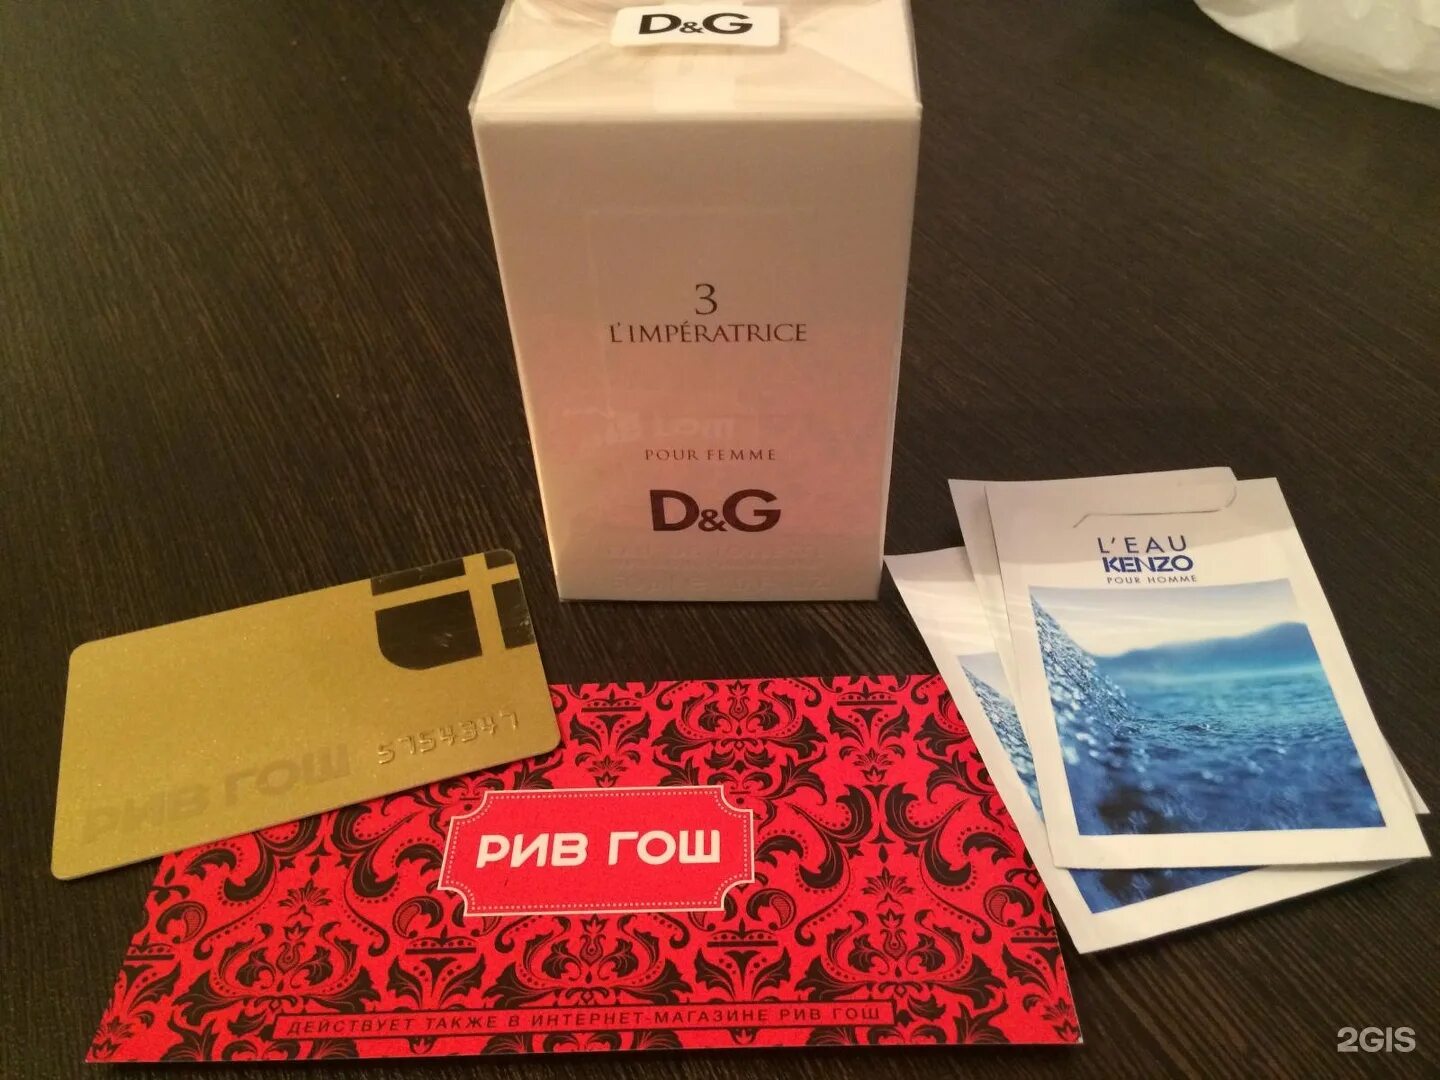 D&G
3
L'IMPÉRATRICE
POUR FEMME
D&G
L'EAU
KENZO
POUR HOMME
5754347
РИВ ГОШ
РИВ ГОШ
ДЕЙСТВУЕТ ТАКЖЕ В ИНТЕРНЕТ-МАГАЗИНЕ РИВ ГОШ
2GIS